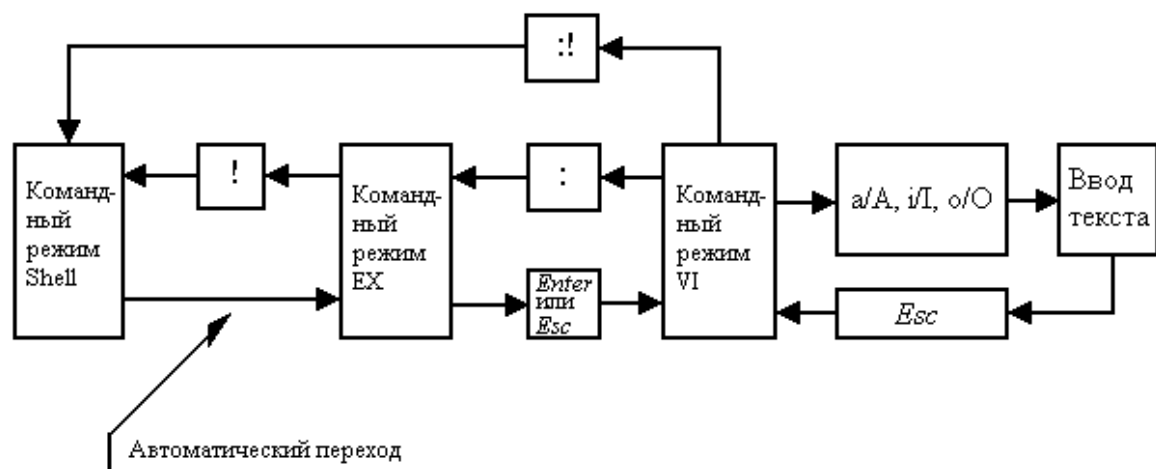 :!
Команд-
ный
режим
Shell
!
Команд-
ный
режим
EX
:
Enter
или
Esc
Команд-
ный
режим
VI
a/A, i/I, o/O
Esc
Ввод
текста
Автоматический переход